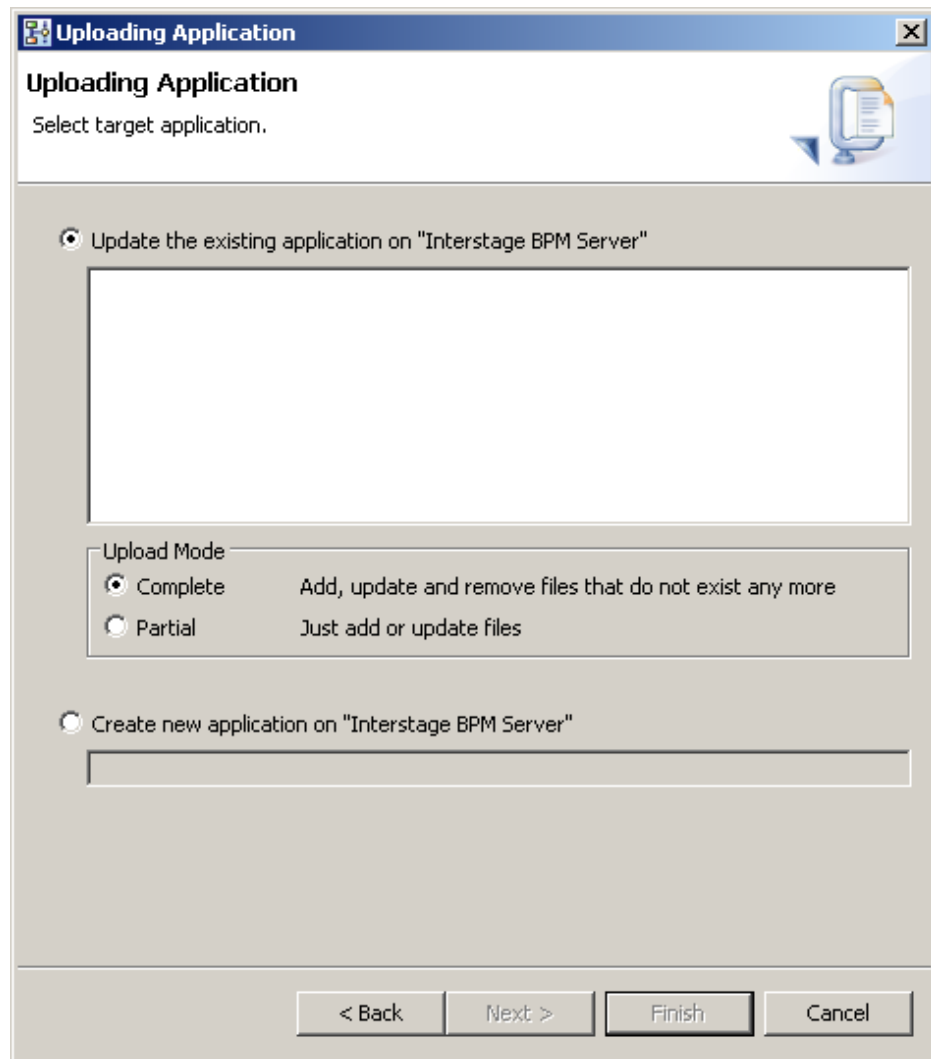 Uploading Application
Uploading Application
Select target application.
Update the existing application on "Interstage BPM Server"
Upload Mode
Complete Add, update and remove files that do not exist any more
Partial Just add or update files
Create new application on "Interstage BPM Server"
< Back Next > Finish Cancel